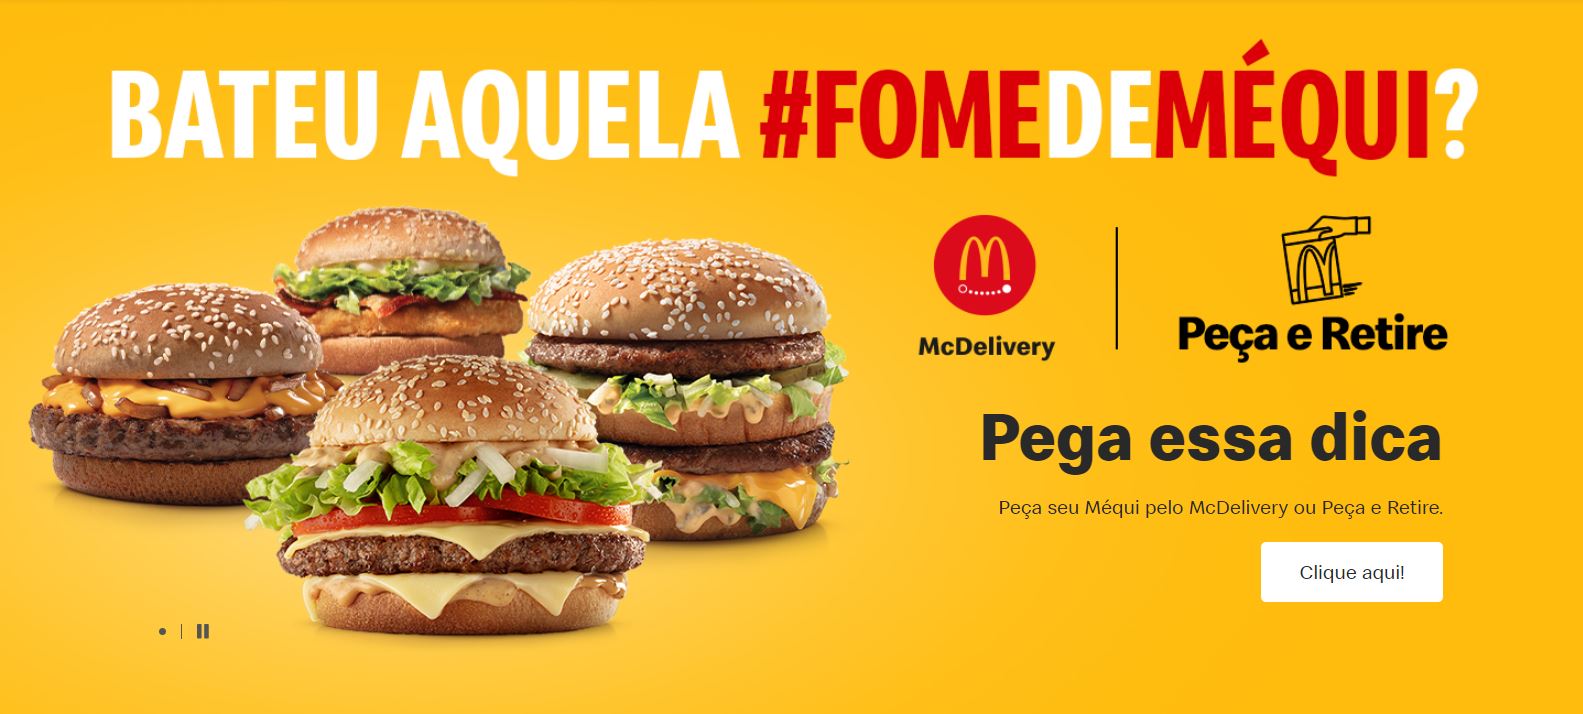 BATEU AQUELA #FOMEDEMÉQUI?
McDelivery
Peça e Retire
Pega essa dica
Peça seu Méqui pelo McDelivery ou Peça e Retire.
Clique aqui!